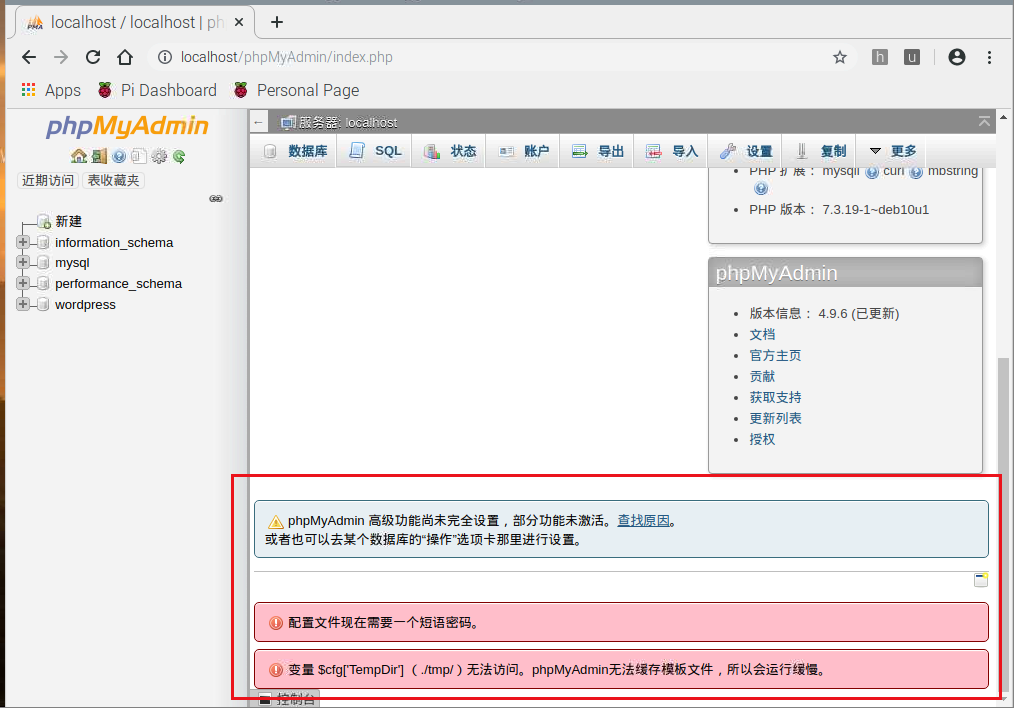 localhost / localhost | ph
localhost/phpMyAdmin/index.php
h
u
Apps
Pi Dashboard
Personal Page
phpMyAdmin
近期访问
表收藏夹
新建
information_schema
mysql
performance_schema
wordpress
服务器: localhost
数据库
SQL
状态
账户
导出
导入
设置
复制
更多
PHP 扩展： mysqli curl mbstring
PHP 版本： 7.3.19-1~deb10u1
phpMyAdmin
版本信息： 4.9.6 (已更新)
文档
官方主页
贡献
获取支持
更新列表
授权
phpMyAdmin 高级功能尚未完全设置，部分功能未激活。查找原因。
或者也可以去某个数据库的“操作”选项卡那里进行设置。
配置文件现在需要一个短语密码。
变量 $cfg['TempDir'] （./tmp/）无法访问。phpMyAdmin无法缓存模板文件，所以会运行缓慢。
控制台